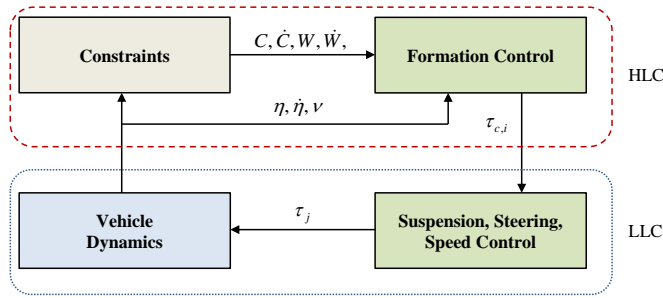 C, Ċ, W, Ẇ,
Constraints
Formation Control
HLC
η, η̇, ν
τ_{c,i}
Vehicle
Dynamics
τ_j
Suspension, Steering,
Speed Control
LLC